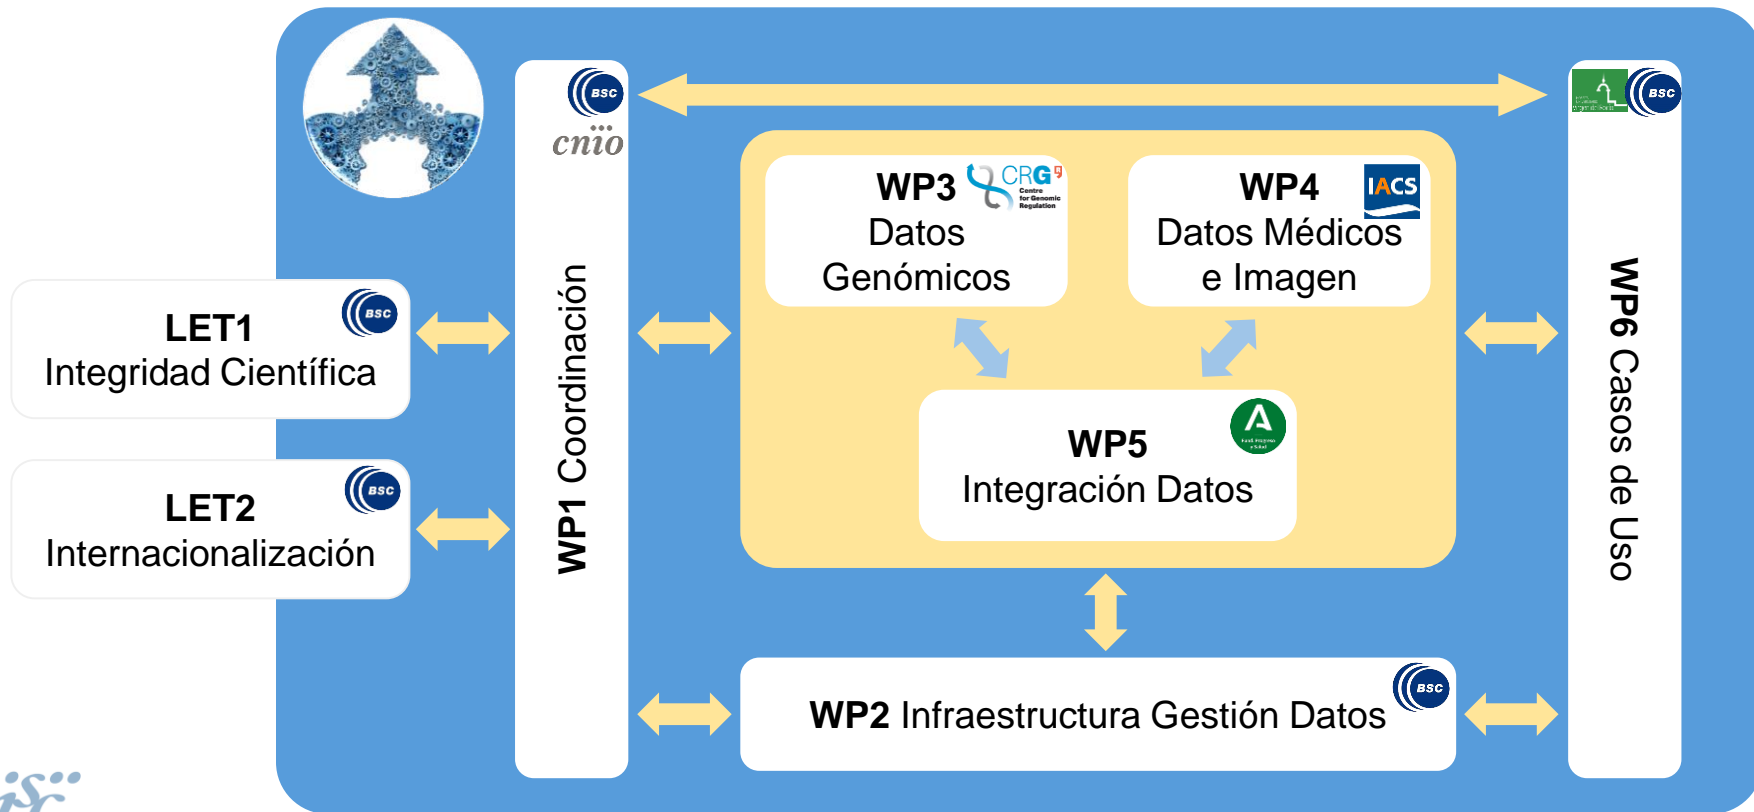 BSC
cnio
BSC
WP3
CRG
Centre
for Genomic
Regulation
Datos
Genómicos
WP4
IACS
Datos Médicos
e Imagen
LET1
BSC
Integridad Científica
LET2
BSC
Internacionalización
WP1 Coordinación
WP5
A
Integración Datos
WP6 Casos de Uso
WP2 Infraestructura Gestión Datos
BSC